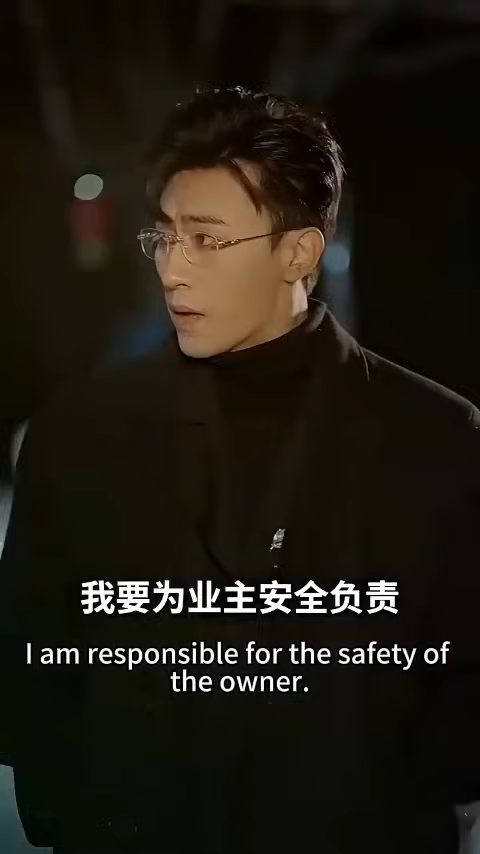 我要为业主安全负责
I am responsible for the safety of
the owner.